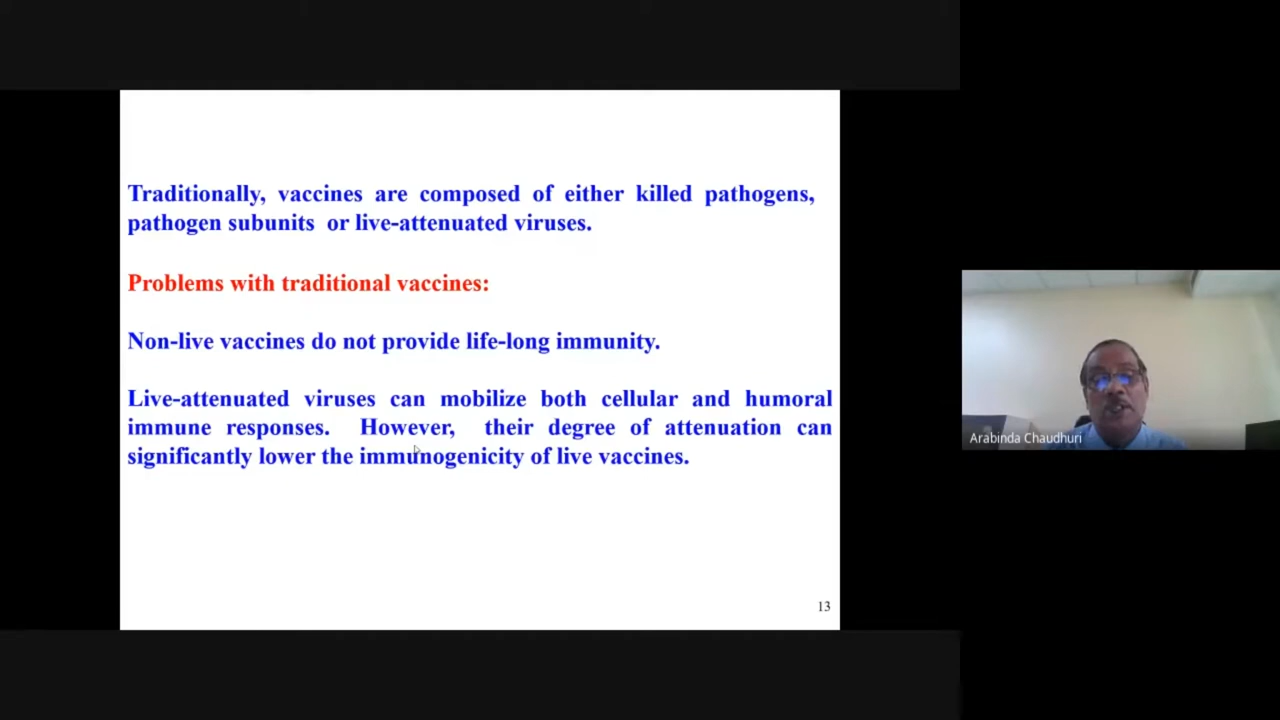 Traditionally, vaccines are composed of either killed pathogens,
pathogen subunits or live-attenuated viruses.
Problems with traditional vaccines:
Non-live vaccines do not provide life-long immunity.
Live-attenuated viruses can mobilize both cellular and humoral
immune responses. However, their degree of attenuation can
significantly lower the immunogenicity of live vaccines.
13
Arabinda Chaudhuri